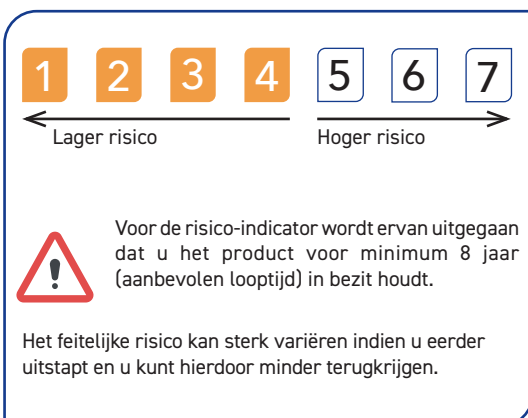 1 2 3 4 5 6 7
Lager risico Hoger risico
Voor de risico-indicator wordt ervan uitgegaan
dat u het product voor minimum 8 jaar
(aanbevolen looptijd) in bezit houdt.
Het feitelijke risico kan sterk variëren indien u eerder
uitstapt en u kunt hierdoor minder terugkrijgen.